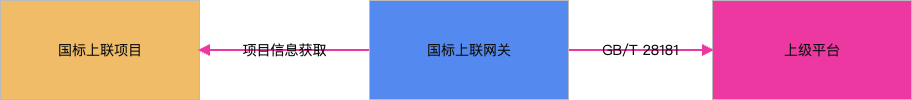 国标上联项目
项目信息获取
国标上联网关
GB/T 28181
上级平台